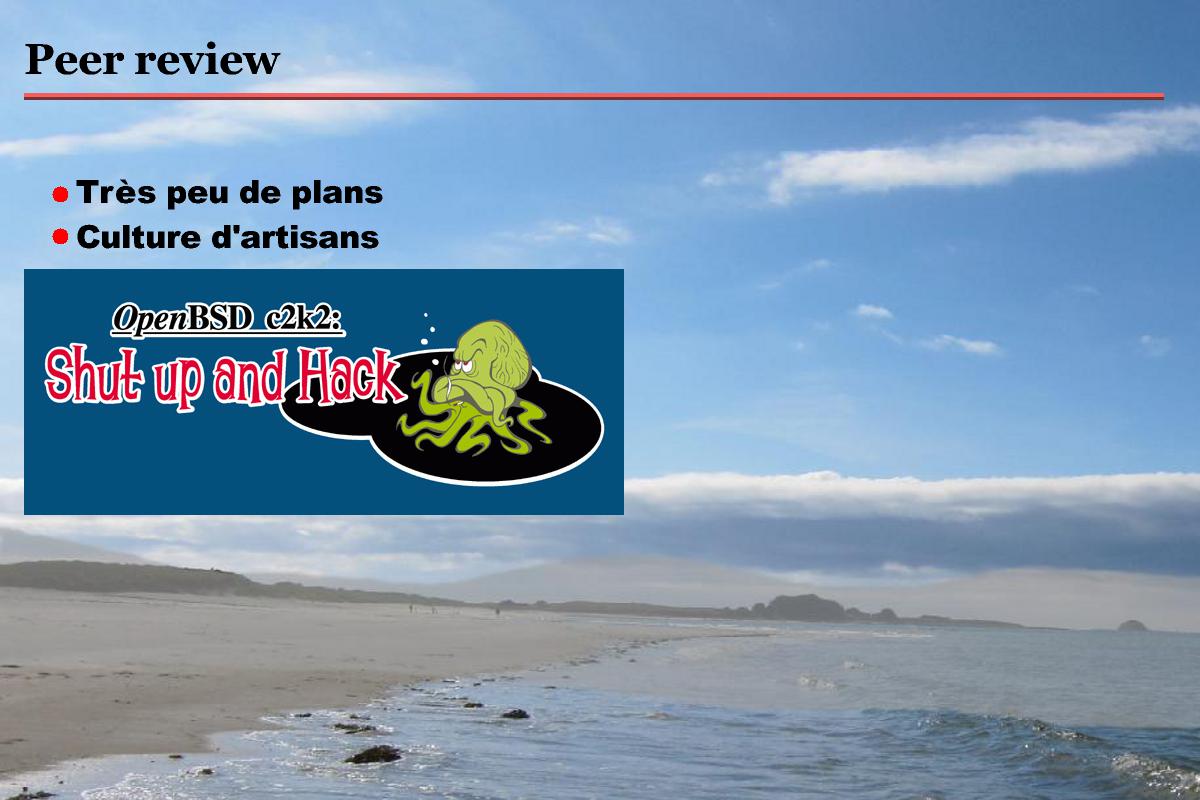 Peer review
Très peu de plans
Culture d'artisans
OpenBSD c2k2:
Shut up and Hack